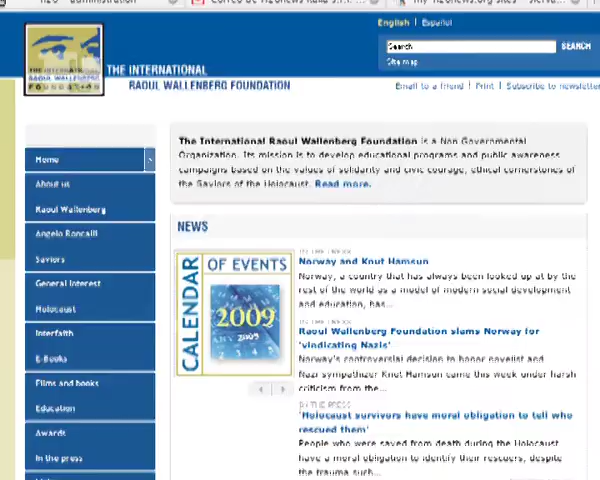 English | Español
Search
SEARCH
Site map
THE INTERNATIONAL
RAOUL WALLENBERG FOUNDATION
Email to a friend | Print | Subscribe to newsletter
Home
About us
Raoul Wallenberg
Angelo Roncalli
Saviors
General Interest
Holocaust
Interfaith
E-Books
Films and books
Education
Awards
In the press
The International Raoul Wallenberg Foundation is a Non Governmental
Organization. Its mission is to develop educational programs and public awareness
campaigns based on the values of solidarity and civic courage, ethical cornerstones of
the Saviors of the Holocaust. Read more.
NEWS
CALENDAR
OF EVENTS
2009
Norway and Knut Hamsun
Norway, a country that has always been looked up at by the
rest of the world as a model of modern social development
and education, has...
IN THE PRESS
Raoul Wallenberg Foundation slams Norway for
'vindicating Nazis'
Norway's controversial decision to honor novelist and
Nazi sympathizer Knut Hamsun came this week under harsh
criticism from the...
IN THE PRESS
'Holocaust survivors have moral obligation to tell who
rescued them'
People who were saved from death during the Holocaust
have a moral obligation to identify their rescuers, despite
the trauma such...